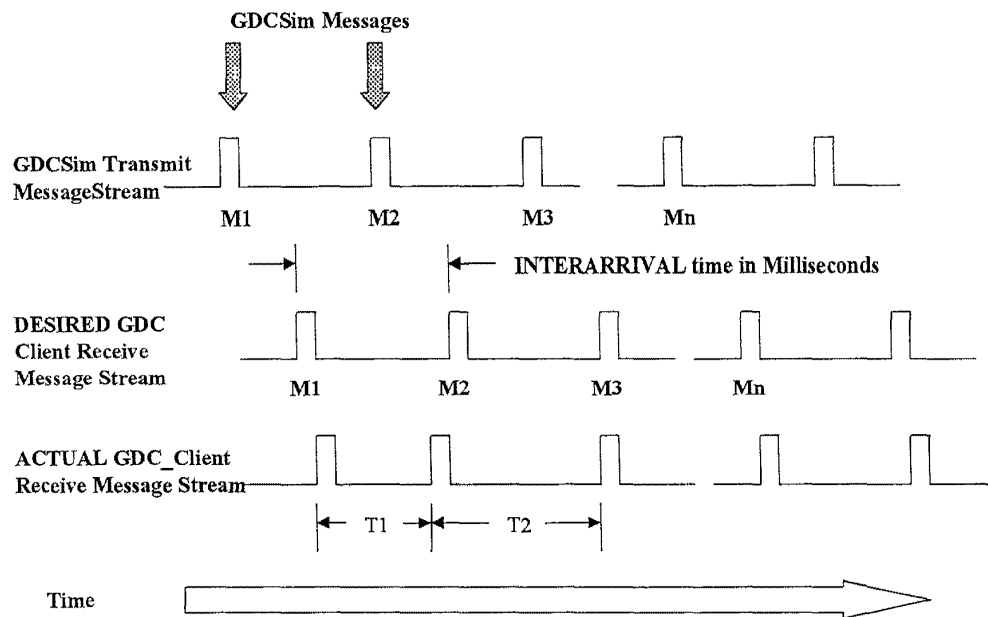 GDCSim Messages
GDCSim Transmit
MessageStream
M1 M2 M3 Mn
INTERARRIVAL time in Milliseconds
DESIRED GDC
Client Receive
Message Stream
M1 M2 M3 Mn
ACTUAL GDC_Client
Receive Message Stream
T1 T2
Time